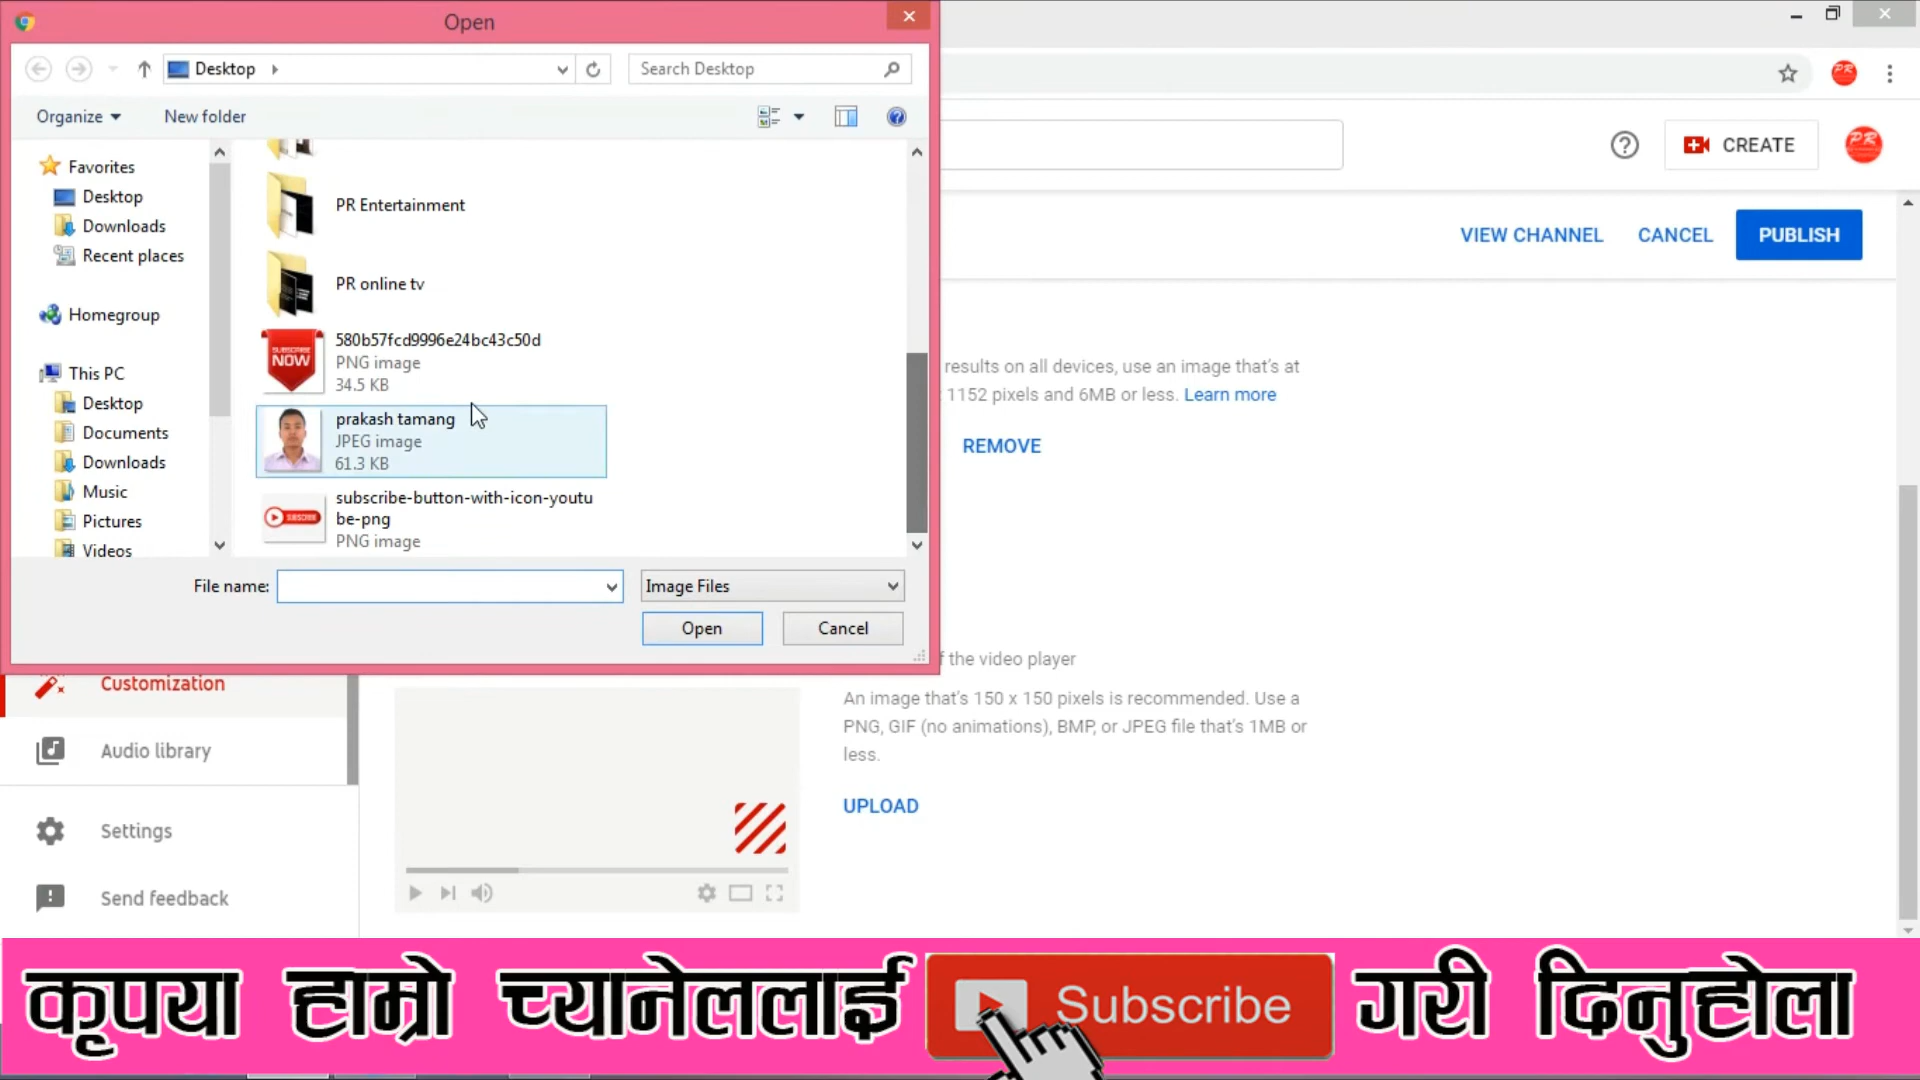 Open
Desktop
Search Desktop
Organize
New folder
Favorites
Desktop
Downloads
Recent places
Homegroup
This PC
Desktop
Documents
Downloads
Music
Pictures
Videos
PR Entertainment
PR online tv
580b57fcd9996e24bc43c50d
PNG image
34.5 KB
SUBSCRIBE
NOW
prakash tamang
JPEG image
61.3 KB
subscribe-button-with-icon-youtu
be-png
PNG image
SUBSCRIBE
File name:
Image Files
Open
Cancel
PR
CREATE
PR
VIEW CHANNEL
CANCEL
PUBLISH
results on all devices, use an image that's at
1152 pixels and 6MB or less. Learn more
REMOVE
f the video player
An image that's 150 x 150 pixels is recommended. Use a
PNG, GIF (no animations), BMP, or JPEG file that's 1MB or
less.
UPLOAD
Customization
Audio library
Settings
Send feedback
कृपया हाम्रो च्यानेललाई Subscribe गरी दिनुहोला